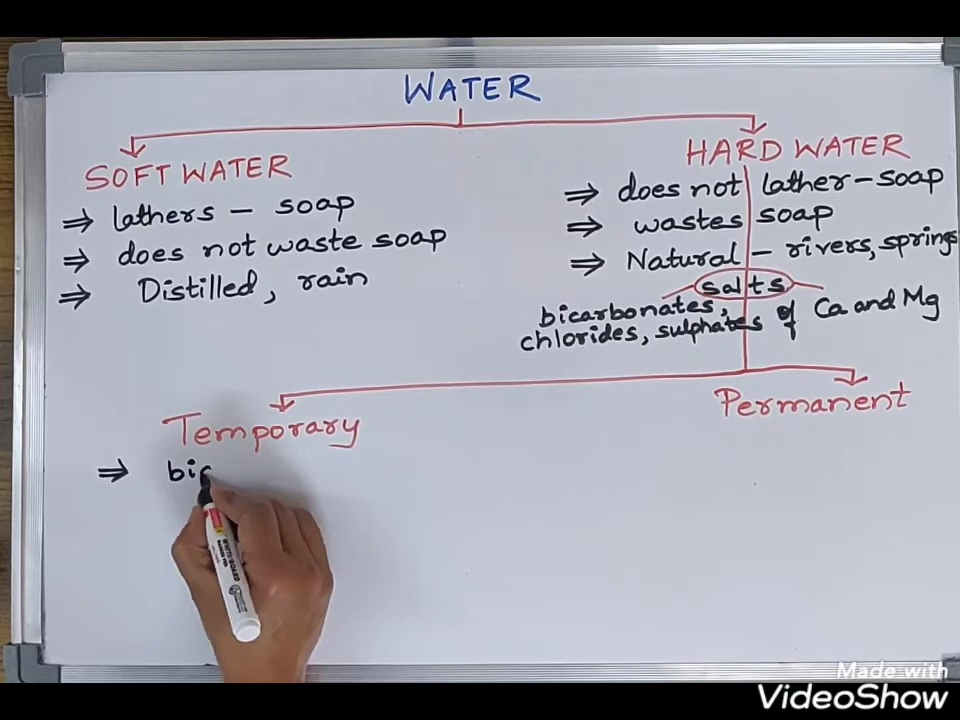 WATER
SOFT WATER
⇒ lathers - soap
⇒ does not waste soap
⇒ Distilled, rain
HARD WATER
⇒ does not lather - soap
⇒ wastes soap
⇒ Natural - rivers, springs
salts
bicarbonates,
chlorides, sulphates of Ca and Mg
Temporary
⇒ bic
Permanent
Made with
VideoShow